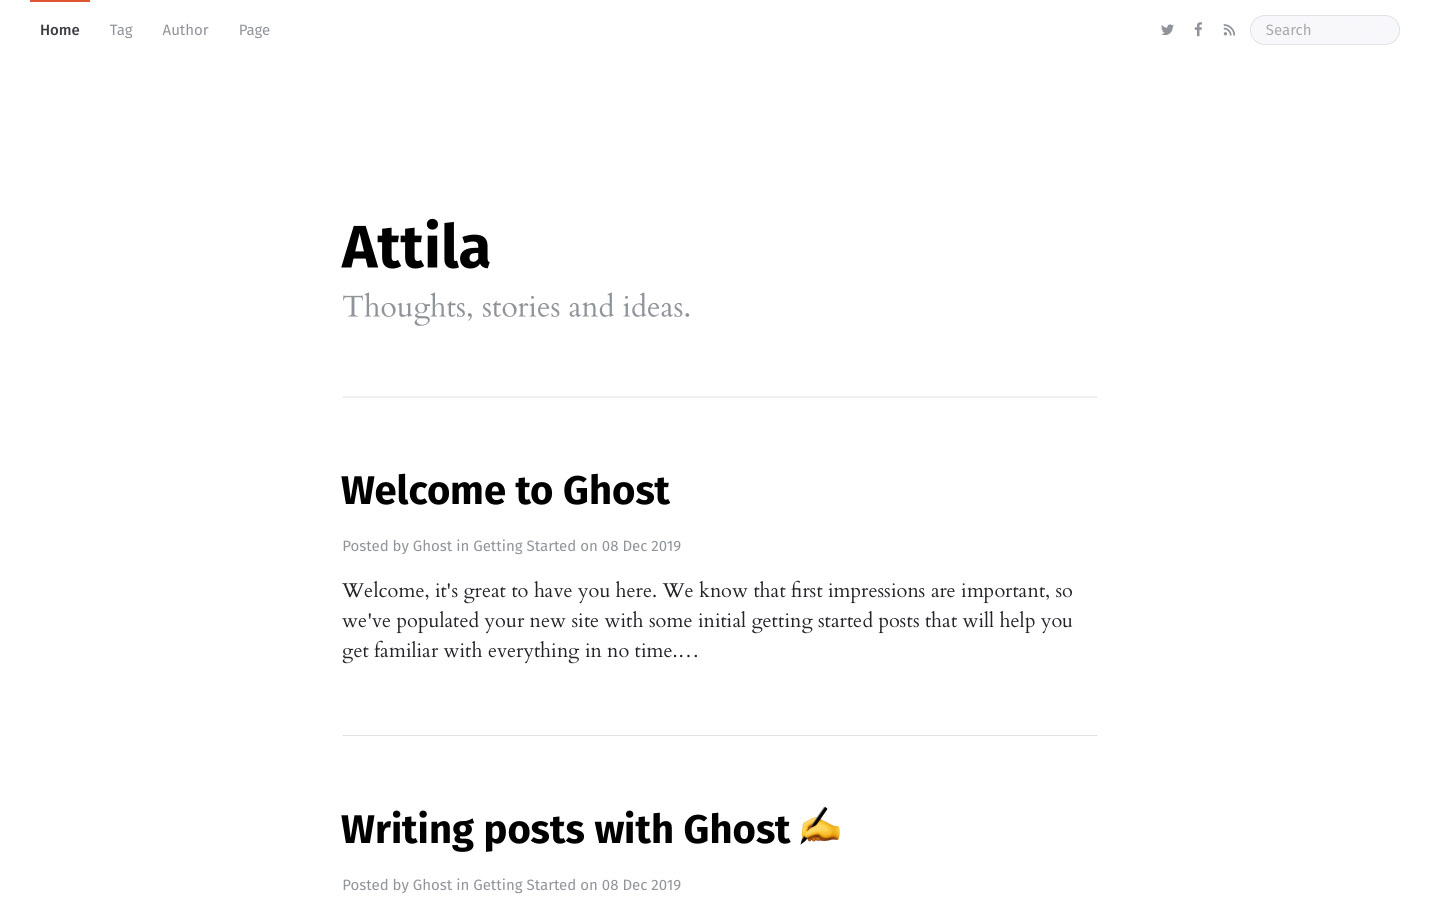 Home Tag Author Page Search
Attila
Thoughts, stories and ideas.
Welcome to Ghost
Posted by Ghost in Getting Started on 08 Dec 2019
Welcome, it's great to have you here. We know that first impressions are important, so
we've populated your new site with some initial getting started posts that will help you
get familiar with everything in no time.…
Writing posts with Ghost ✍️
Posted by Ghost in Getting Started on 08 Dec 2019